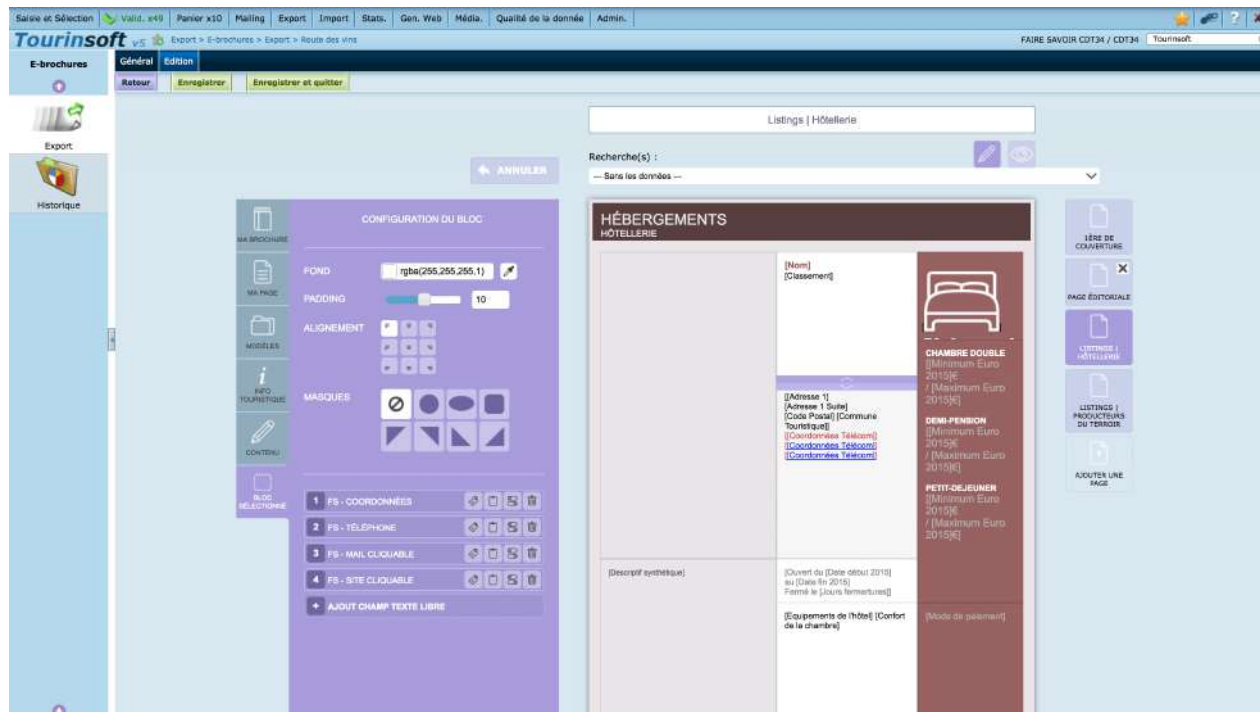 Saisie et Sélection Valid. x49 Panier x10 Mailing Export Import Stats. Gen. Web Média. Qualité de la donnée Admin.
Tourinsoft v5 Export > E-brochures > Export > Route des vins
FAIRE SAVOIR CDT34 / CDT34 Tourinsoft
E-brochures
Export
Historique
Général Edition
Retour Enregistrer Enregistrer et quitter
Listings | Hôtellerie
ANNULER
Recherche(s) :
--- Sans les données ---
MA BROCHURE
MA PAGE
MODÈLES
INFO
TOURISTIQUE
CONTENU
BLOC
SÉLECTIONNÉ
CONFIGURATION DU BLOC
FOND rgba(255,255,255,1)
PADDING 10
ALIGNEMENT
MASQUES
1 FS - COORDONNÉES
2 FS - TÉLÉPHONE
3 FS - MAIL CLIQUABLE
4 FS - SITE CLIQUABLE
+ AJOUT CHAMP TEXTE LIBRE
HÉBERGEMENTS
HÔTELLERIE
[Nom]
[Classement]
[[Adresse 1]
[Adresse 1 Suite]
[Code Postal] [Commune
Touristique]]
[[Coordonnées Télécom]]
[[Coordonnées Télécom]]
[[Coordonnées Télécom]]
CHAMBRE DOUBLE
[[Minimum Euro
2015]€
/ [Maximum Euro
2015]€]
DEMI-PENSION
[[Minimum Euro
2015]€
/ [Maximum Euro
2015]€]
PETIT-DEJEUNER
[[Minimum Euro
2015]€
/ [Maximum Euro
2015]€]
[Descriptif synthétique]
[Ouvert du [Date début 2015]
au [Date fin 2015]
Fermé le [Jours fermertures]]
[Equipements de l'hôtel] [Confort
de la chambre]
[Mode de paiement]
1ÈRE DE
COUVERTURE
PAGE ÉDITORIALE
LISTINGS |
HÔTELLERIE
LISTINGS |
PRODUCTEURS
DU TERROIR
AJOUTER UNE
PAGE